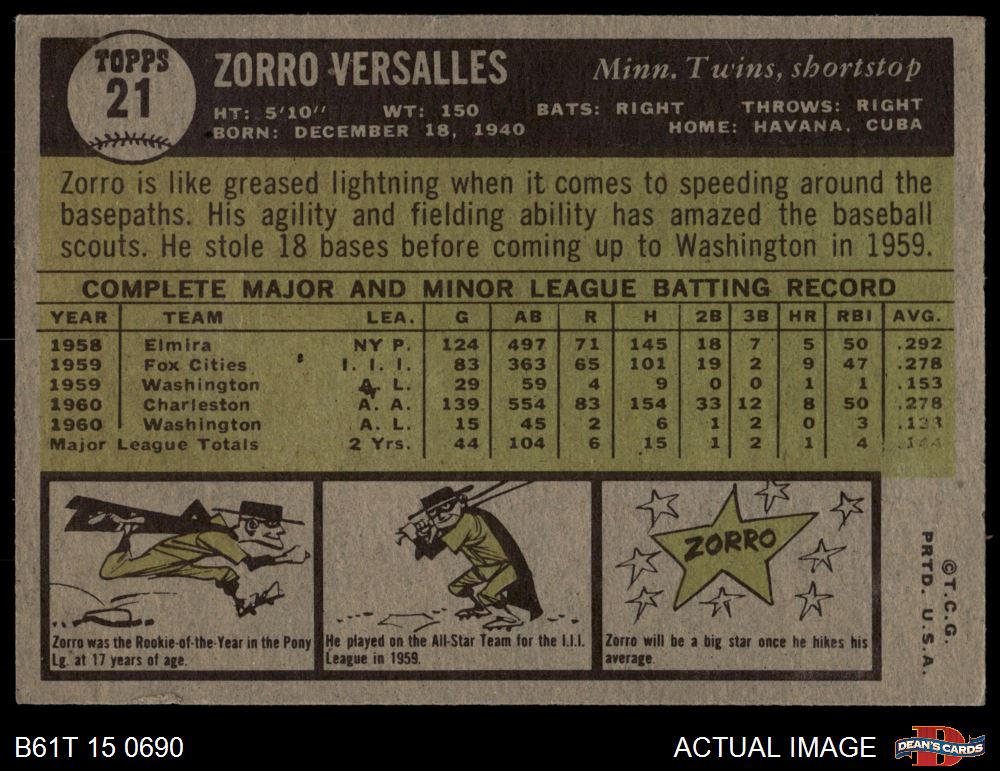 TOPPS
21
ZORRO VERSALLES
Minn. Twins, shortstop
HT: 5'10" WT: 150 BATS: RIGHT THROWS: RIGHT
BORN: DECEMBER 18, 1940 HOME: HAVANA, CUBA
Zorro is like greased lightning when it comes to speeding around the
basepaths. His agility and fielding ability has amazed the baseball
scouts. He stole 18 bases before coming up to Washington in 1959.
COMPLETE MAJOR AND MINOR LEAGUE BATTING RECORD
YEAR TEAM LEA. G AB R H 2B 3B HR RBI AVG.
1958 Elmira NY P. 124 497 71 145 18 7 5 50 .292
1959 Fox Cities I. I. I. 83 363 65 101 19 2 9 47 .278
1959 Washington A. L. 29 59 4 9 0 0 1 1 .153
1960 Charleston A. A. 139 554 83 154 33 12 8 50 .278
1960 Washington A. L. 15 45 2 6 1 2 0 3 .133
Major League Totals 2 Yrs. 44 104 6 15 1 2 1 4 .144
Zorro was the Rookie-of-the-Year in the Pony
Lg. at 17 years of age.
He played on the All-Star Team for the I.I.I.
League in 1959.
ZORRO
Zorro will be a big star once he hikes his
average.
©T.C.G.
PRTD. U.S.A.
B61T 15 0690
ACTUAL IMAGE
D
DEAN'S CARDS